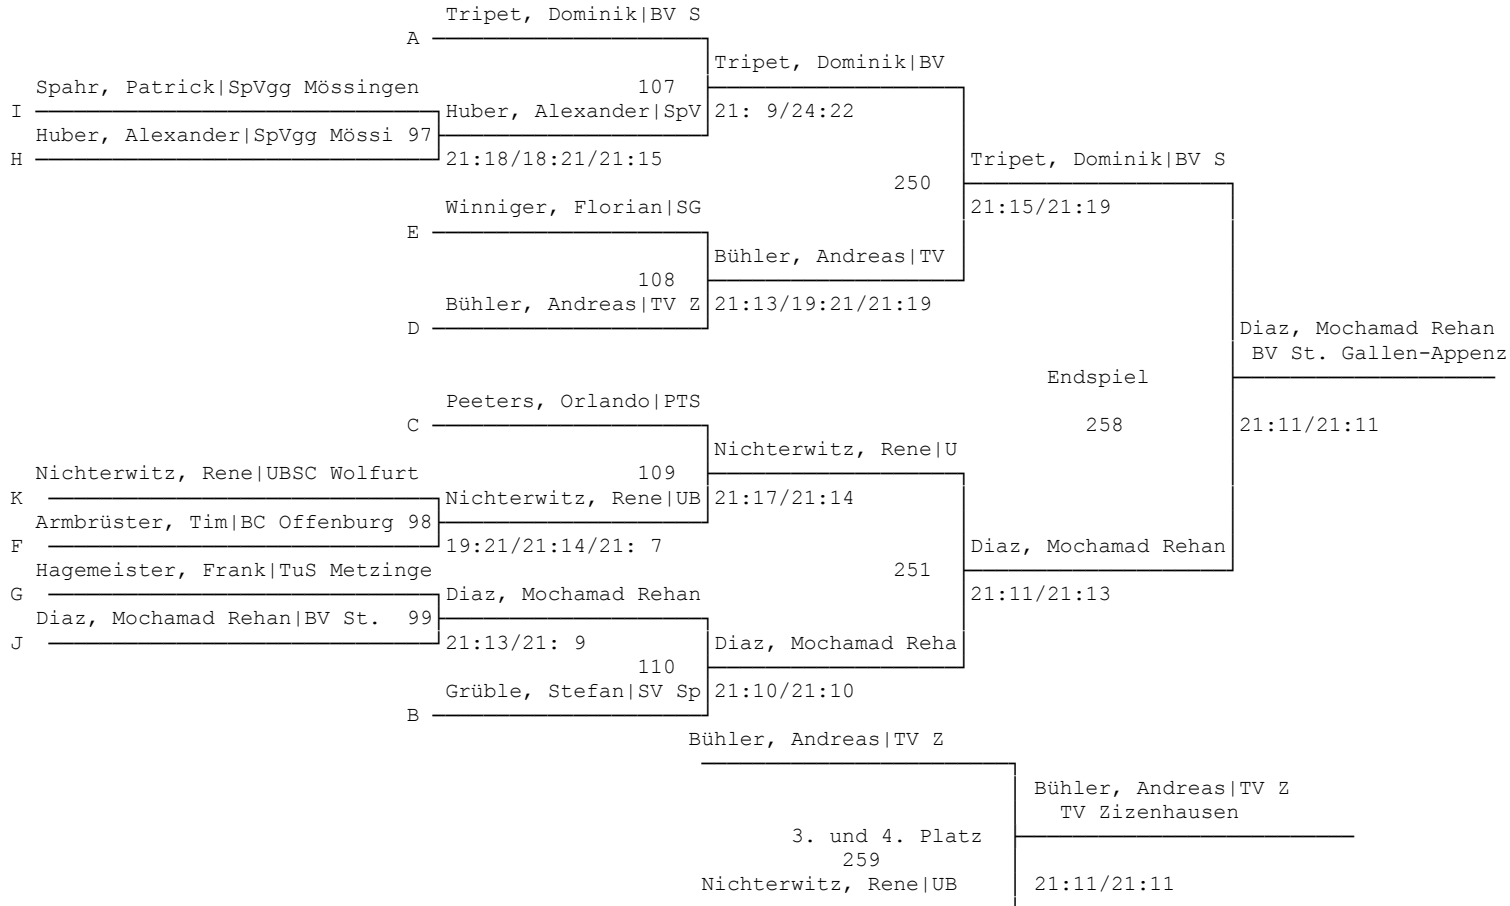 Tripet, Dominik|BV S
A
Tripet, Dominik|BV
Spahr, Patrick|SpVgg Mössingen 107
I Huber, Alexander|SpV 21: 9/24:22
Huber, Alexander|SpVgg Mössi 97
H 21:18/18:21/21:15 Tripet, Dominik|BV S
250
Winniger, Florian|SG 21:15/21:19
E
Bühler, Andreas|TV
108
Bühler, Andreas|TV Z 21:13/19:21/21:19
D Diaz, Mochamad Rehan
BV St. Gallen-Appenz
Endspiel
Peeters, Orlando|PTS
C 258 21:11/21:11
Nichterwitz, Rene|U
Nichterwitz, Rene|UBSC Wolfurt 109
K Nichterwitz, Rene|UB 21:17/21:14
Armbrüster, Tim|BC Offenburg 98
F 19:21/21:14/21: 7 Diaz, Mochamad Rehan
Hagemeister, Frank|TuS Metzinge 251
G Diaz, Mochamad Rehan 21:11/21:13
Diaz, Mochamad Rehan|BV St. 99
J 21:13/21: 9 Diaz, Mochamad Reha
110
Grüble, Stefan|SV Sp 21:10/21:10
B
Bühler, Andreas|TV Z
Bühler, Andreas|TV Z
TV Zizenhausen
3. und 4. Platz
259
Nichterwitz, Rene|UB 21:11/21:11